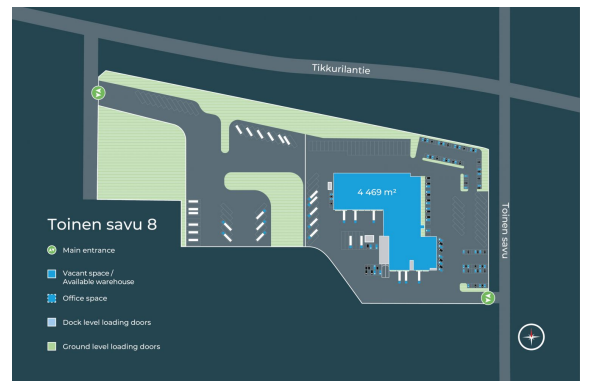 Tikkurilantie
4 469 m²
Toinen savu
Toinen savu 8
Main entrance
Vacant space /
Available warehouse
Office space
Dock level loading doors
Ground level loading doors